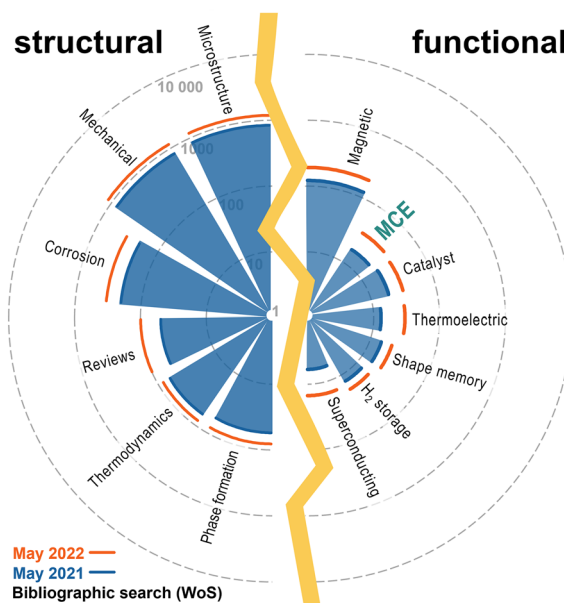 structural
functional
10 000
1000
100
10
1
Microstructure
Mechanical
Corrosion
Reviews
Thermodynamics
Phase formation
Magnetic
MCE
Catalyst
Thermoelectric
Shape memory
H₂ storage
Superconducting
May 2022
May 2021
Bibliographic search (WoS)